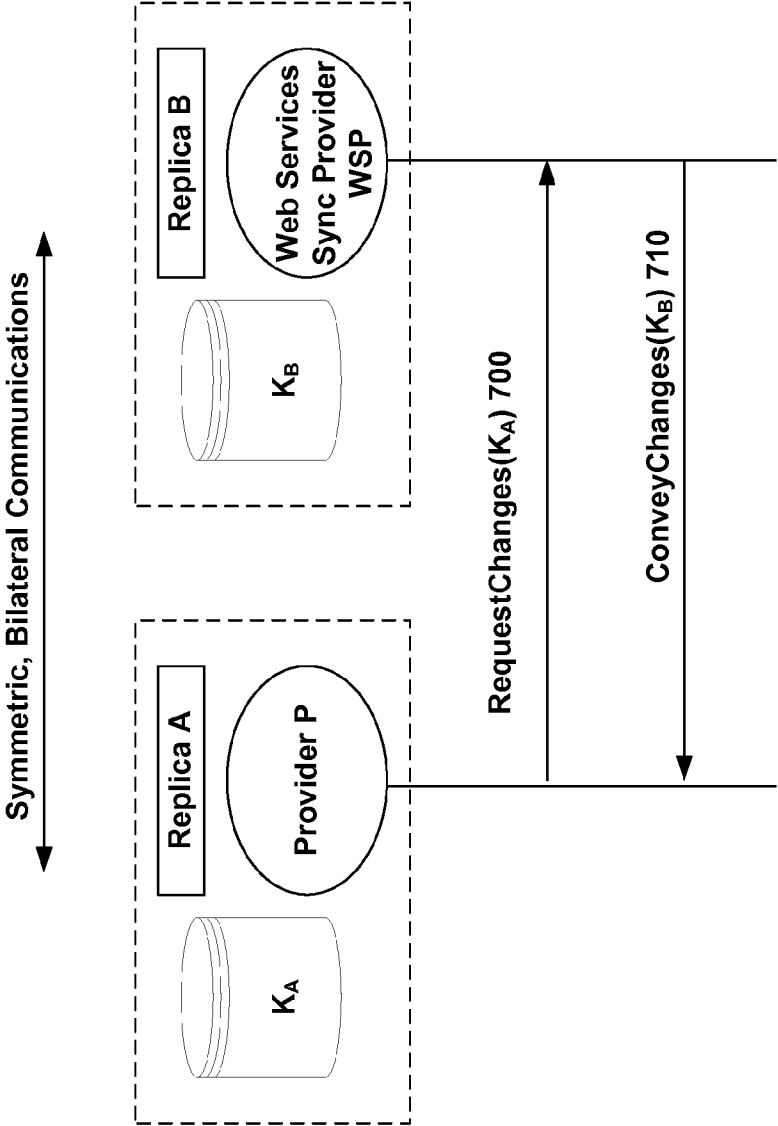 Symmetric, Bilateral Communications
Replica A
Provider P
K_A
Replica B
Web Services
Sync Provider
WSP
K_B
RequestChanges(K_A) 700
ConveyChanges(K_B) 710